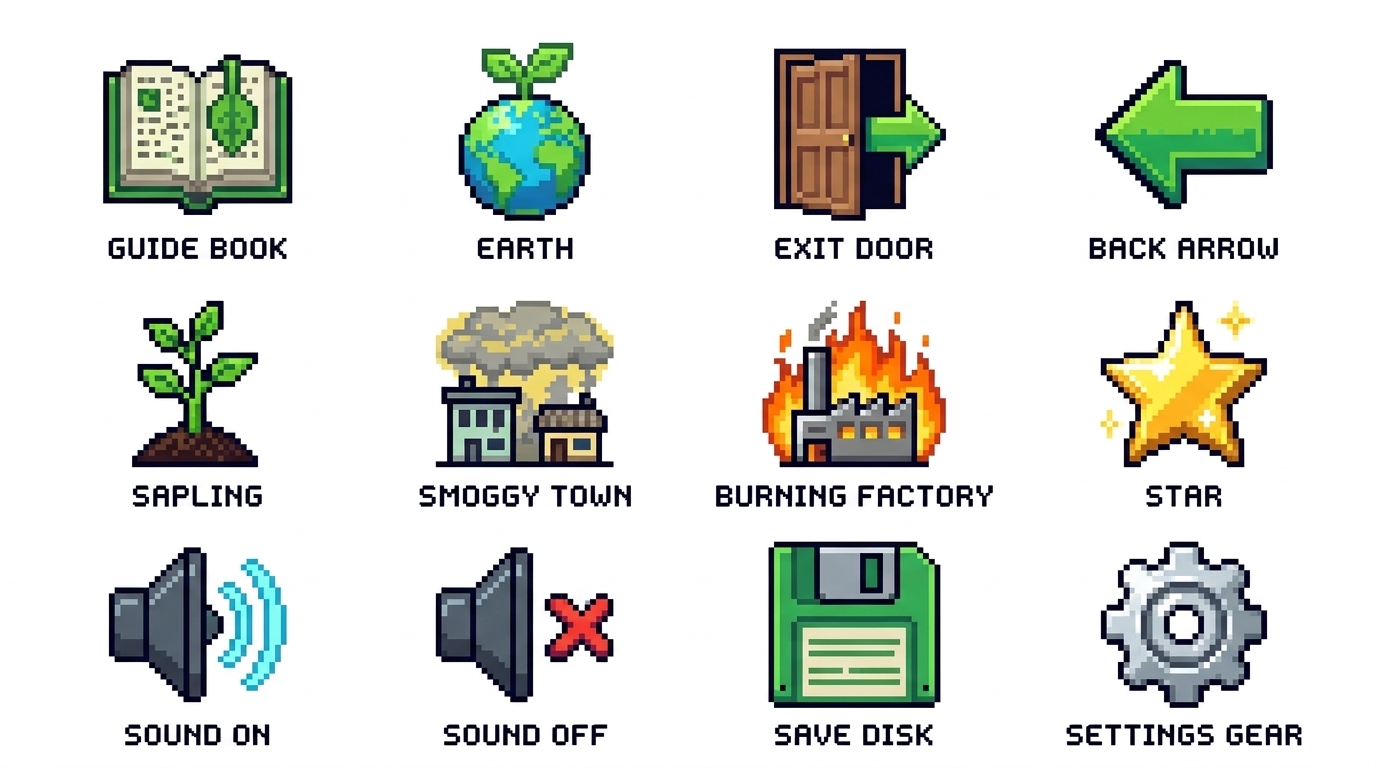 GUIDE BOOK
EARTH
EXIT DOOR
BACK ARROW
SAPLING
SMOGGY TOWN
BURNING FACTORY
STAR
SOUND ON
SOUND OFF
SAVE DISK
SETTINGS GEAR